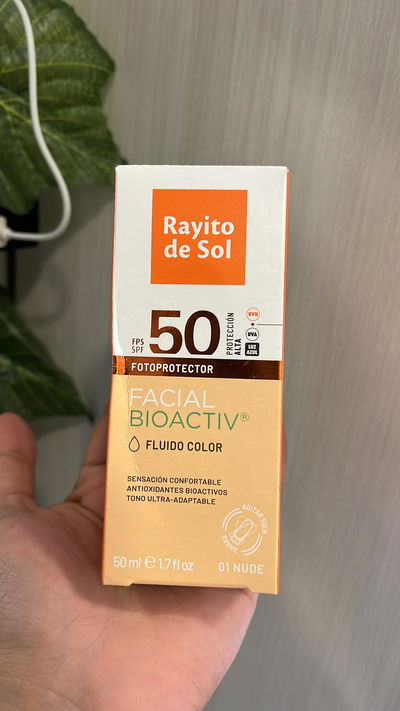 Rayito
de Sol
FPS
SPF
50
PROTECCIÓN
ALTA
UVB
+
UVA
LUZ
AZUL
FOTOPROTECTOR
FACIAL
BIOACTIV®
FLUIDO COLOR
SENSACIÓN CONFORTABLE
ANTIOXIDANTES BIOACTIVOS
TONO ULTRA-ADAPTABLE
AGITAR BIEN
SHAKE
50 ml ℮ 1.7 fl oz
01 NUDE